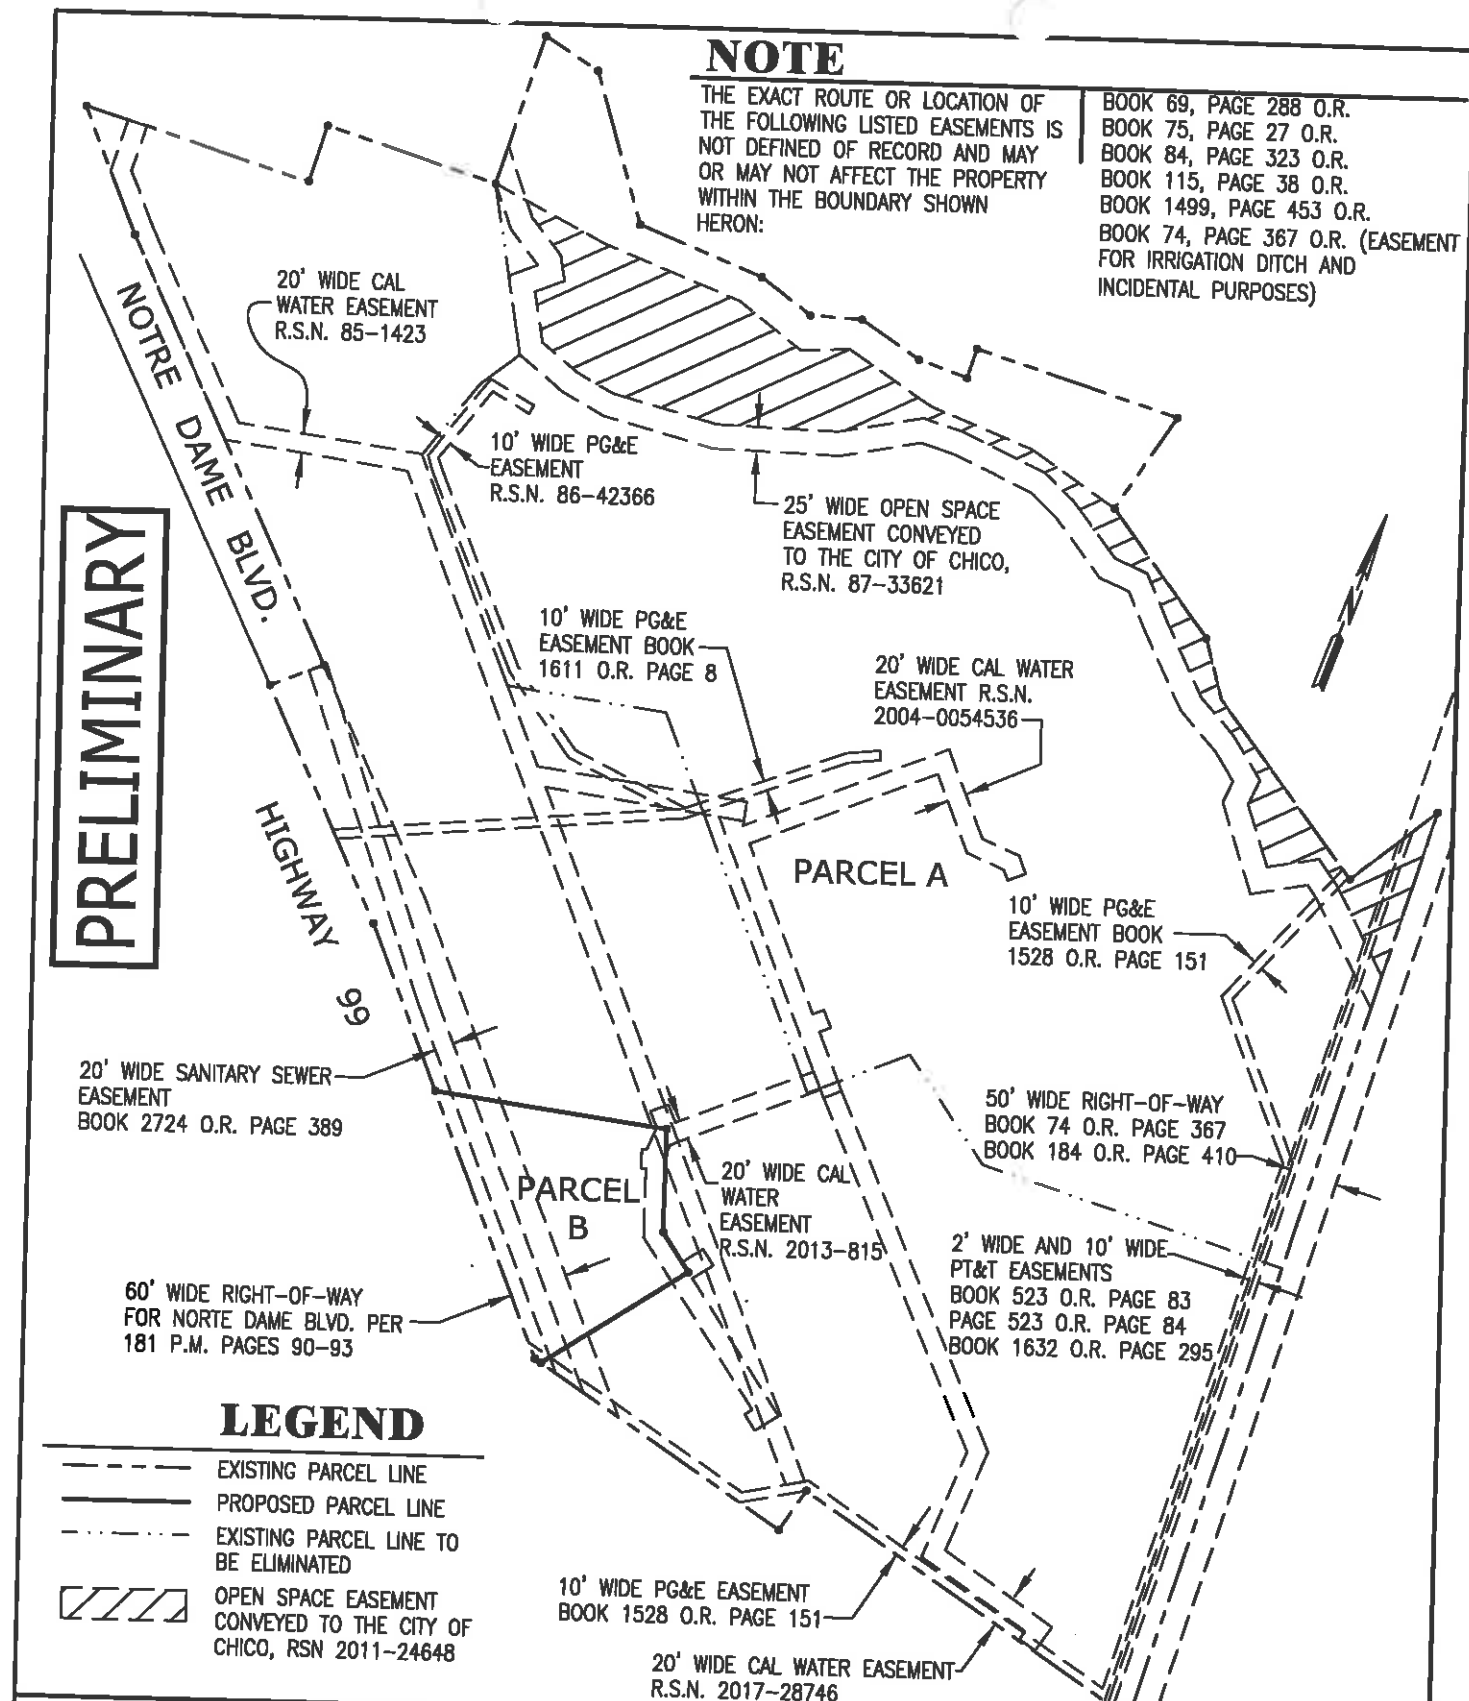 NOTE
THE EXACT ROUTE OR LOCATION OF
THE FOLLOWING LISTED EASEMENTS IS
NOT DEFINED OF RECORD AND MAY
OR MAY NOT AFFECT THE PROPERTY
WITHIN THE BOUNDARY SHOWN
HERON:
BOOK 69, PAGE 288 O.R.
BOOK 75, PAGE 27 O.R.
BOOK 84, PAGE 323 O.R.
BOOK 115, PAGE 38 O.R.
BOOK 1499, PAGE 453 O.R.
BOOK 74, PAGE 367 O.R. (EASEMENT
FOR IRRIGATION DITCH AND
INCIDENTAL PURPOSES)
20' WIDE CAL
WATER EASEMENT
R.S.N. 85-1423
NOTRE DAME BLVD.
10' WIDE PG&E
EASEMENT
R.S.N. 86-42366
25' WIDE OPEN SPACE
EASEMENT CONVEYED
TO THE CITY OF CHICO,
R.S.N. 87-33621
PRELIMINARY
10' WIDE PG&E
EASEMENT BOOK
1611 O.R. PAGE 8
20' WIDE CAL WATER
EASEMENT R.S.N.
2004-0054536
N
HIGHWAY 99
PARCEL A
10' WIDE PG&E
EASEMENT BOOK
1528 O.R. PAGE 151
20' WIDE SANITARY SEWER
EASEMENT
BOOK 2724 O.R. PAGE 389
50' WIDE RIGHT-OF-WAY
BOOK 74 O.R. PAGE 367
BOOK 184 O.R. PAGE 410
PARCEL
B
20' WIDE CAL
WATER
EASEMENT
R.S.N. 2013-815
2' WIDE AND 10' WIDE
PT&T EASEMENTS
BOOK 523 O.R. PAGE 83
PAGE 523 O.R. PAGE 84
BOOK 1632 O.R. PAGE 295
60' WIDE RIGHT-OF-WAY
FOR NORTE DAME BLVD. PER
181 P.M. PAGES 90-93
LEGEND
EXISTING PARCEL LINE
PROPOSED PARCEL LINE
EXISTING PARCEL LINE TO
BE ELIMINATED
OPEN SPACE EASEMENT
CONVEYED TO THE CITY OF
CHICO, RSN 2011-24648
10' WIDE PG&E EASEMENT
BOOK 1528 O.R. PAGE 151
20' WIDE CAL WATER EASEMENT
R.S.N. 2017-28746